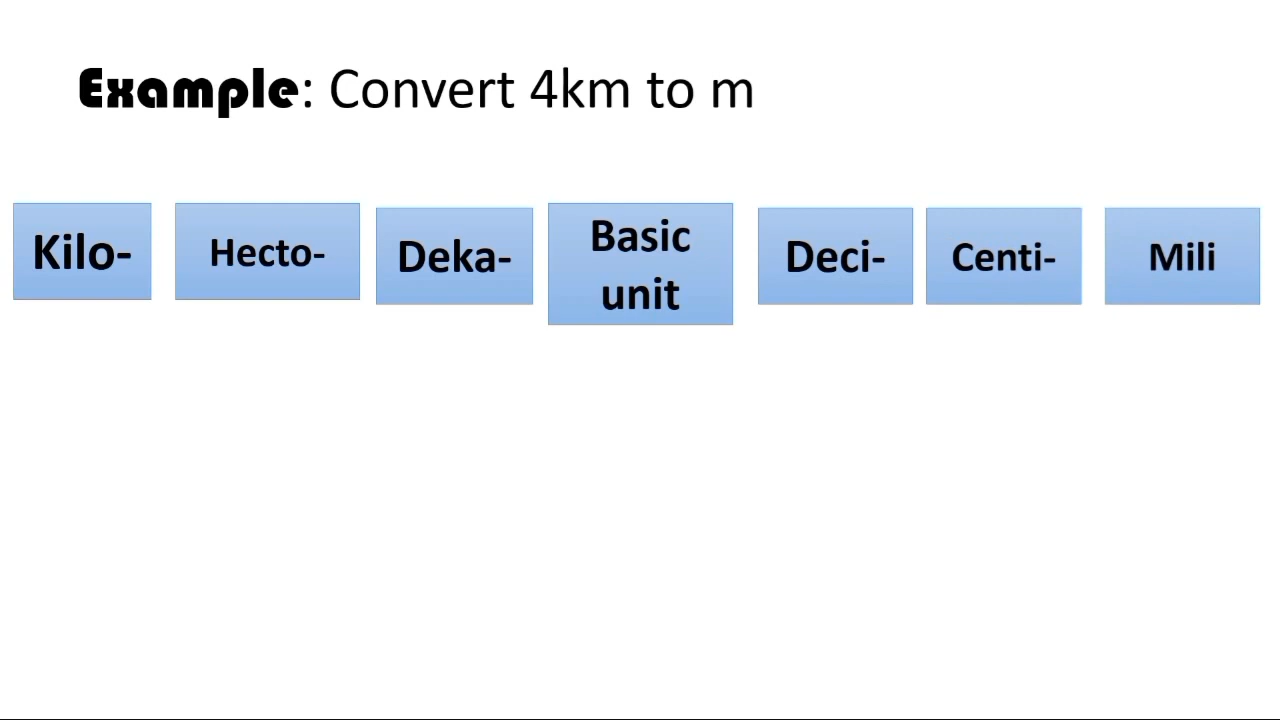 Example: Convert 4km to m
Kilo- Hecto- Deka- Basic unit Deci- Centi- Mili